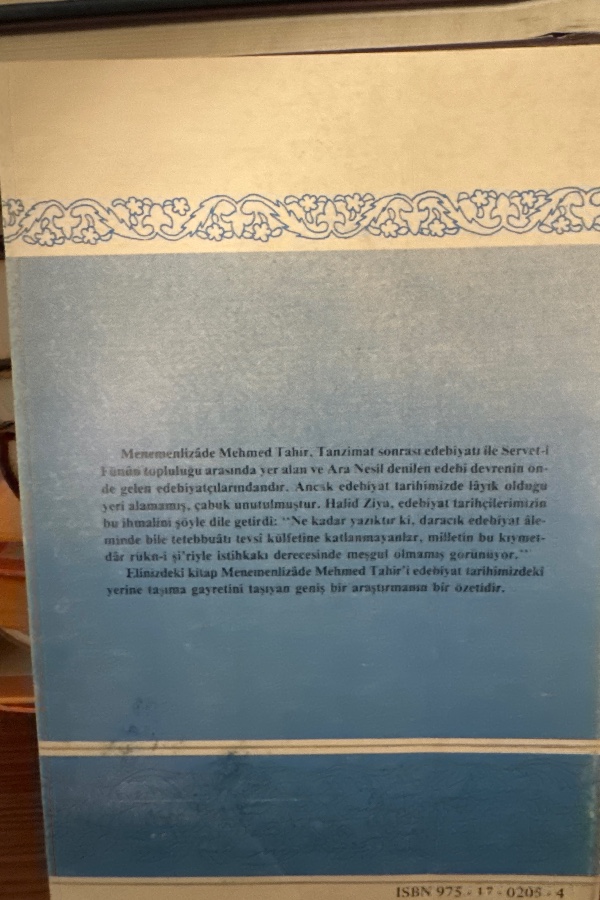 Menemenlizâde Mehmed Tahir, Tanzimat sonrası edebiyatı ile Servet-i
Fünûn topluluğu arasında yer alan ve Ara Nesil denilen edebî devrenin ön-
de gelen edebiyatçılarındandır. Ancak edebiyat tarihimizde lâyık olduğu
yeri alamamış, çabuk unutulmuştur. Halid Ziya, edebiyat tarihçilerimizin
bu ihmalini şöyle dile getirdi: "Ne kadar yazıktır ki, daracık edebiyat âle-
minde bile tetebbuâtı tevsî külfetine katlanmayanlar, milletin bu kıymet-
dâr rükn-i şi'riyle istihkakı derecesinde meşgul olmamış görünüyor."
Elinizdeki kitap Menemenlizâde Mehmed Tahir'i edebiyat tarihimizdeki
yerine taşıma gayretini taşıyan geniş bir araştırmanın bir özetidir.
ISBN 975 - 17 - 0205 - 4